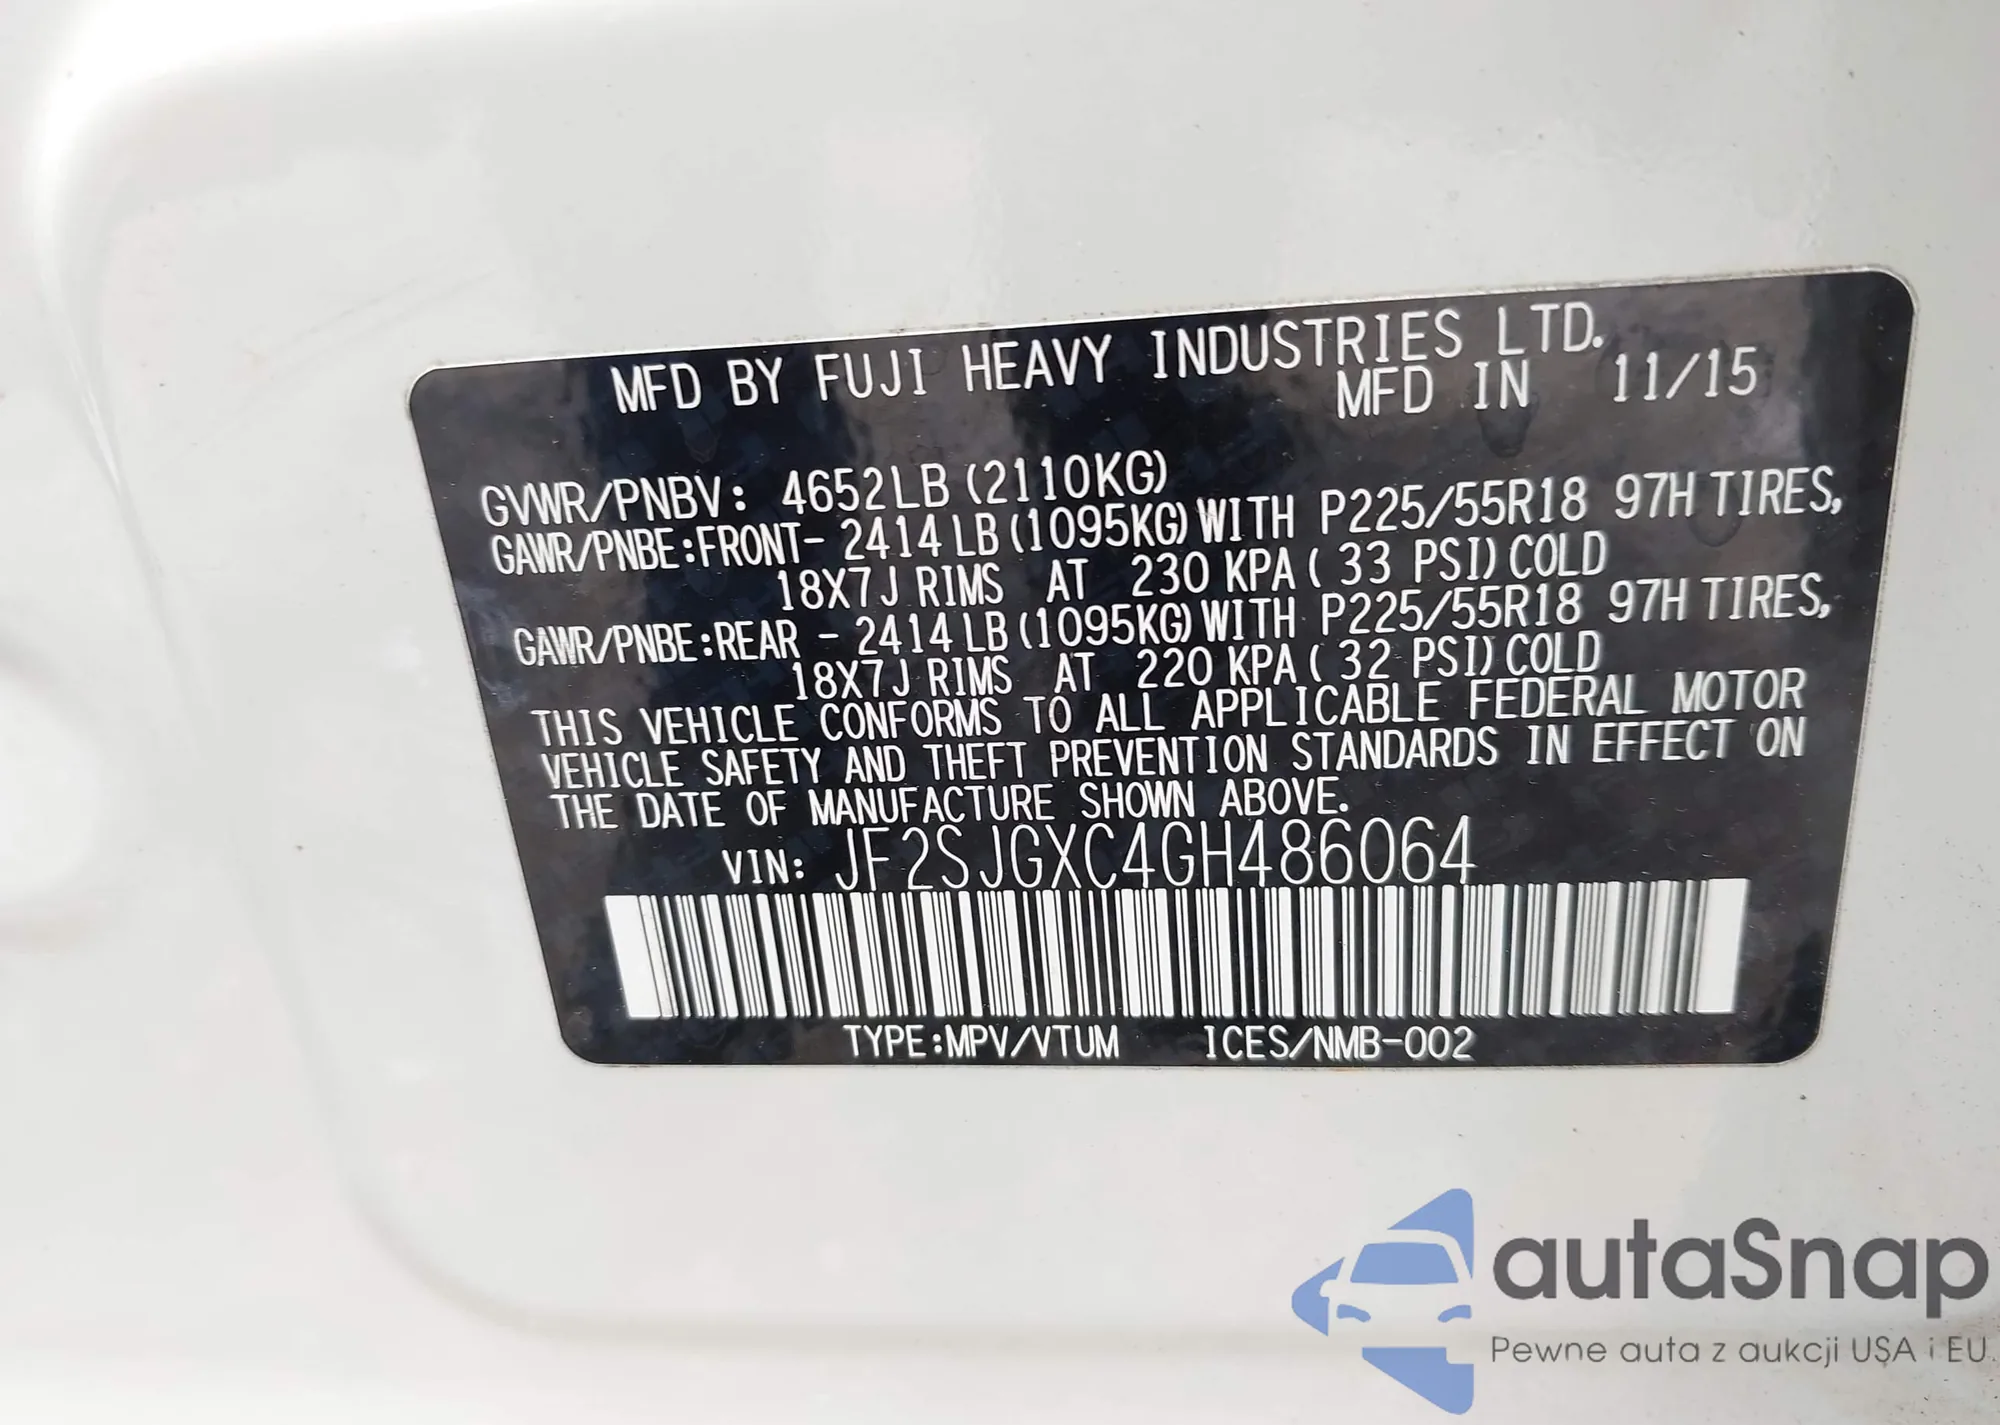 MFD BY FUJI HEAVY INDUSTRIES LTD.
MFD IN 11/15
GVWR/PNBV: 4652LB (2110KG)
GAWR/PNBE:FRONT- 2414LB (1095KG) WITH P225/55R18 97H TIRES,
18X7J RIMS AT 230 KPA ( 33 PSI) COLD
GAWR/PNBE:REAR - 2414LB (1095KG) WITH P225/55R18 97H TIRES,
18X7J RIMS AT 220 KPA ( 32 PSI) COLD
THIS VEHICLE CONFORMS TO ALL APPLICABLE FEDERAL MOTOR
VEHICLE SAFETY AND THEFT PREVENTION STANDARDS IN EFFECT ON
THE DATE OF MANUFACTURE SHOWN ABOVE.
VIN: JF2SJGXC4GH486064
TYPE:MPV/VTUM ICES/NMB-002
autaSnap
Pewne auta z aukcji USA i EU